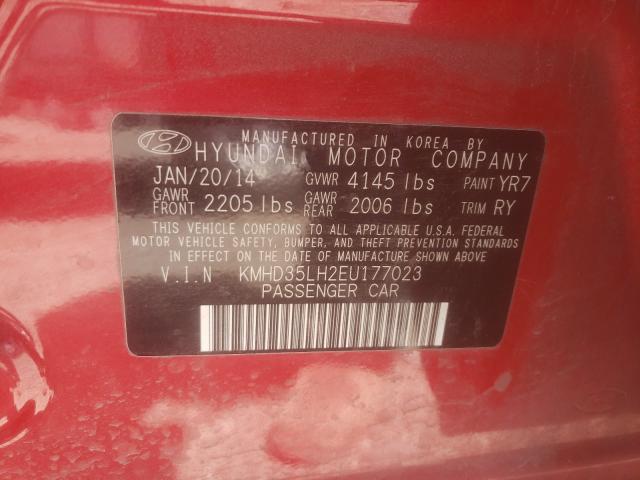 MANUFACTURED IN KOREA BY
HYUNDAI MOTOR COMPANY
JAN/20/14 GVWR 4145 lbs PAINT YR7
GAWR FRONT 2205 lbs GAWR REAR 2006 lbs TRIM RY
THIS VEHICLE CONFORMS TO ALL APPLICABLE U.S.A. FEDERAL
MOTOR VEHICLE SAFETY, BUMPER, AND THEFT PREVENTION STANDARDS
IN EFFECT ON THE DATE OF MANUFACTURE SHOWN ABOVE
V.I.N KMHD35LH2EU177023
PASSENGER CAR